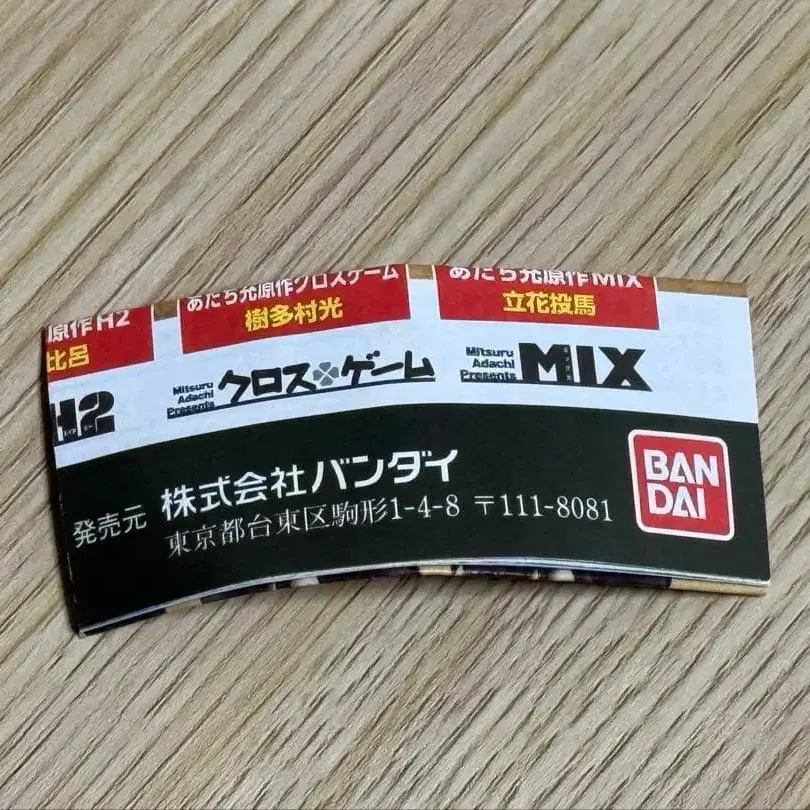 原作H2
比呂
H2
あだち充原作クロスゲーム
樹多村光
Mitsuru
Adachi
Presents
クロスゲーム
あだち充原作MIX
立花投馬
Mitsuru
Adachi
Presents
MIX
発売元 株式会社バンダイ
東京都台東区駒形1-4-8 〒111-8081
BAN
DAI